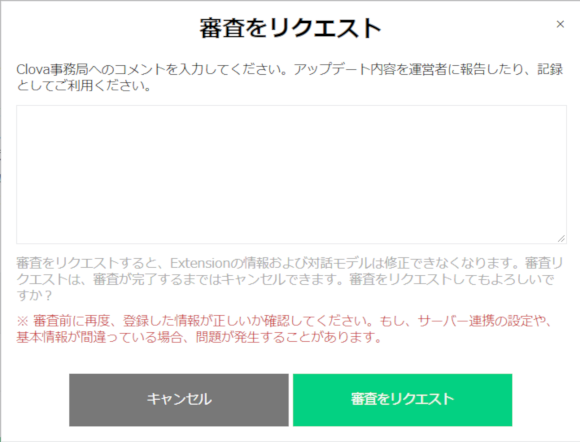 審査をリクエスト
×
Clova事務局へのコメントを入力してください。アップデート内容を運営者に報告したり、記録
としてご利用ください。
審査をリクエストすると、Extensionの情報および対話モデルは修正できなくなります。審査リ
クエストは、審査が完了するまではキャンセルできます。審査をリクエストしてもよろしいで
すか？
※ 審査前に再度、登録した情報が正しいか確認してください。もし、サーバー連携の設定や、
基本情報が間違っている場合、問題が発生することがあります。
キャンセル
審査をリクエスト